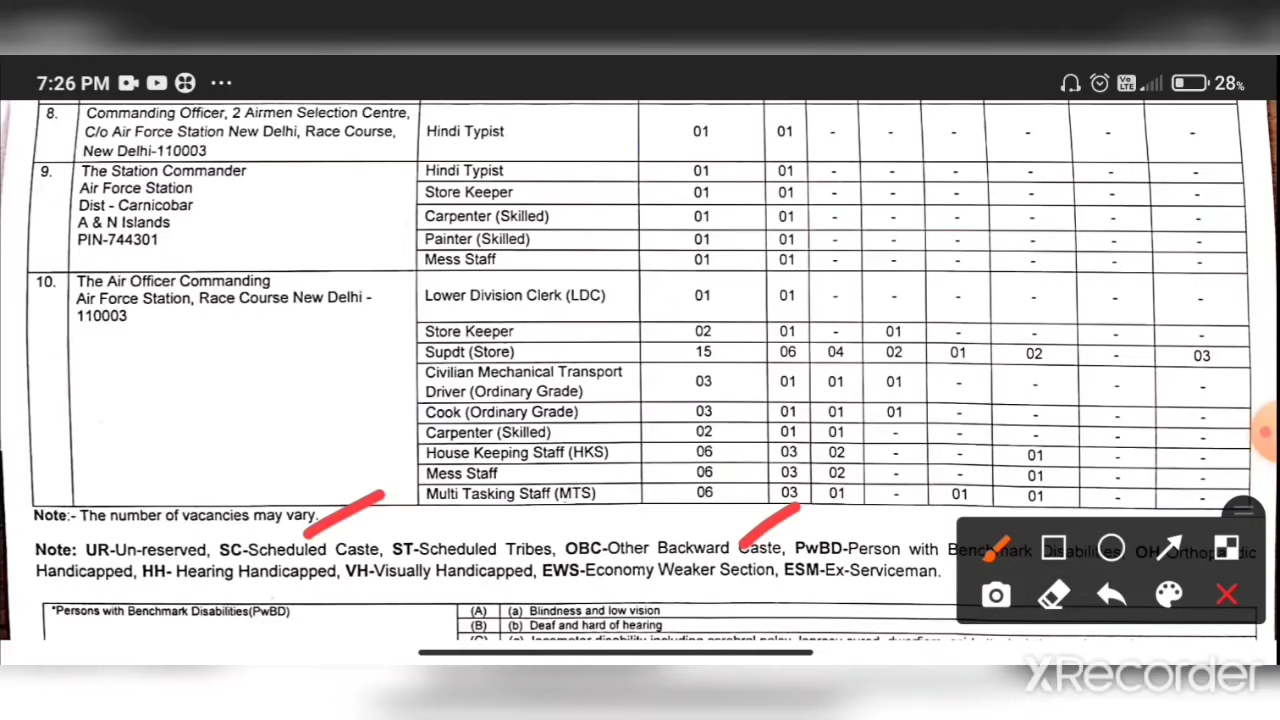 7:26 PM ... Vo LTE 28%
8. Commanding Officer, 2 Airmen Selection Centre, C/o Air Force Station New Delhi, Race Course, New Delhi-110003 Hindi Typist 01 01 - - - - - -
9. The Station Commander Hindi Typist 01 01 - - - - - -
Air Force Station Store Keeper 01 01 - - - - - -
Dist - Carnicobar Carpenter (Skilled) 01 01 - - - - - -
A & N Islands Painter (Skilled) 01 01 - - - - - -
PIN-744301 Mess Staff 01 01 - - - - - -
10. The Air Officer Commanding
Air Force Station, Race Course New Delhi - Lower Division Clerk (LDC) 01 01 - - - - - -
110003
Store Keeper 02 01 - 01 - - - -
Supdt (Store) 15 06 04 02 01 02 - 03
Civilian Mechanical Transport
Driver (Ordinary Grade) 03 01 01 01 - - - -
Cook (Ordinary Grade) 03 01 01 01 - - - -
Carpenter (Skilled) 02 01 01 - - - - -
House Keeping Staff (HKS) 06 03 02 - - 01 - -
Mess Staff 06 03 02 - - 01 - -
Multi Tasking Staff (MTS) 06 03 01 - 01 01 - -
Note:- The number of vacancies may vary.
Note: UR-Un-reserved, SC-Scheduled Caste, ST-Scheduled Tribes, OBC-Other Backward Caste, PwBD-Person with Benchmark Disabilities, OH-Orthopaedic
Handicapped, HH- Hearing Handicapped, VH-Visually Handicapped, EWS-Economy Weaker Section, ESM-Ex-Serviceman.
*Persons with Benchmark Disabilities(PwBD) (A) (a) Blindness and low vision
(B) (b) Deaf and hard of hearing
XRecorder